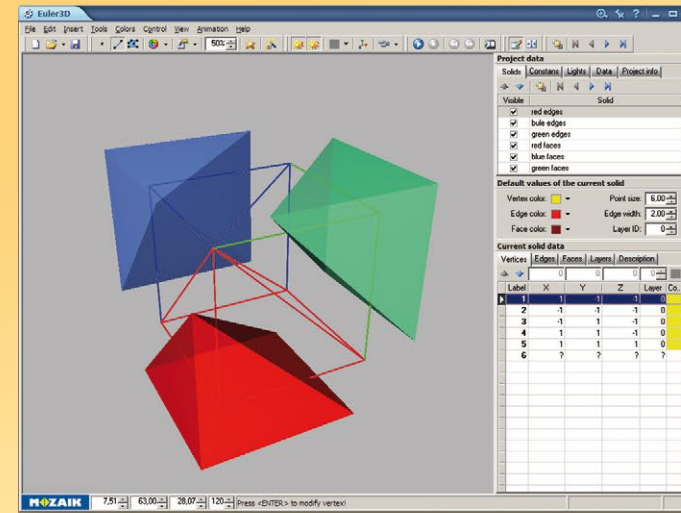 Euler3D
File Edit Insert Tools Colors Control View Animation Help
50%
Project data
Solids Constans Lights Data Project info
Visible Solid
red edges
bule edges
green edges
red faces
blue faces
green faces
Default values of the current solid
Vertex color: Point size: 6.00
Edge color: Edge width: 2.00
Face color: Layer ID: 0
Current solid data
Vertices Edges Faces Layers Description
0 0 0 0
Label X Y Z Layer Co..
1 1 -1 -1 0
2 -1 -1 -1 0
3 -1 1 -1 0
4 1 1 -1 0
5 1 1 1 0
6 ? ? ? ?
MOZAIK 7,51 63,00 28,07 120 Press <ENTER> to modify vertex!